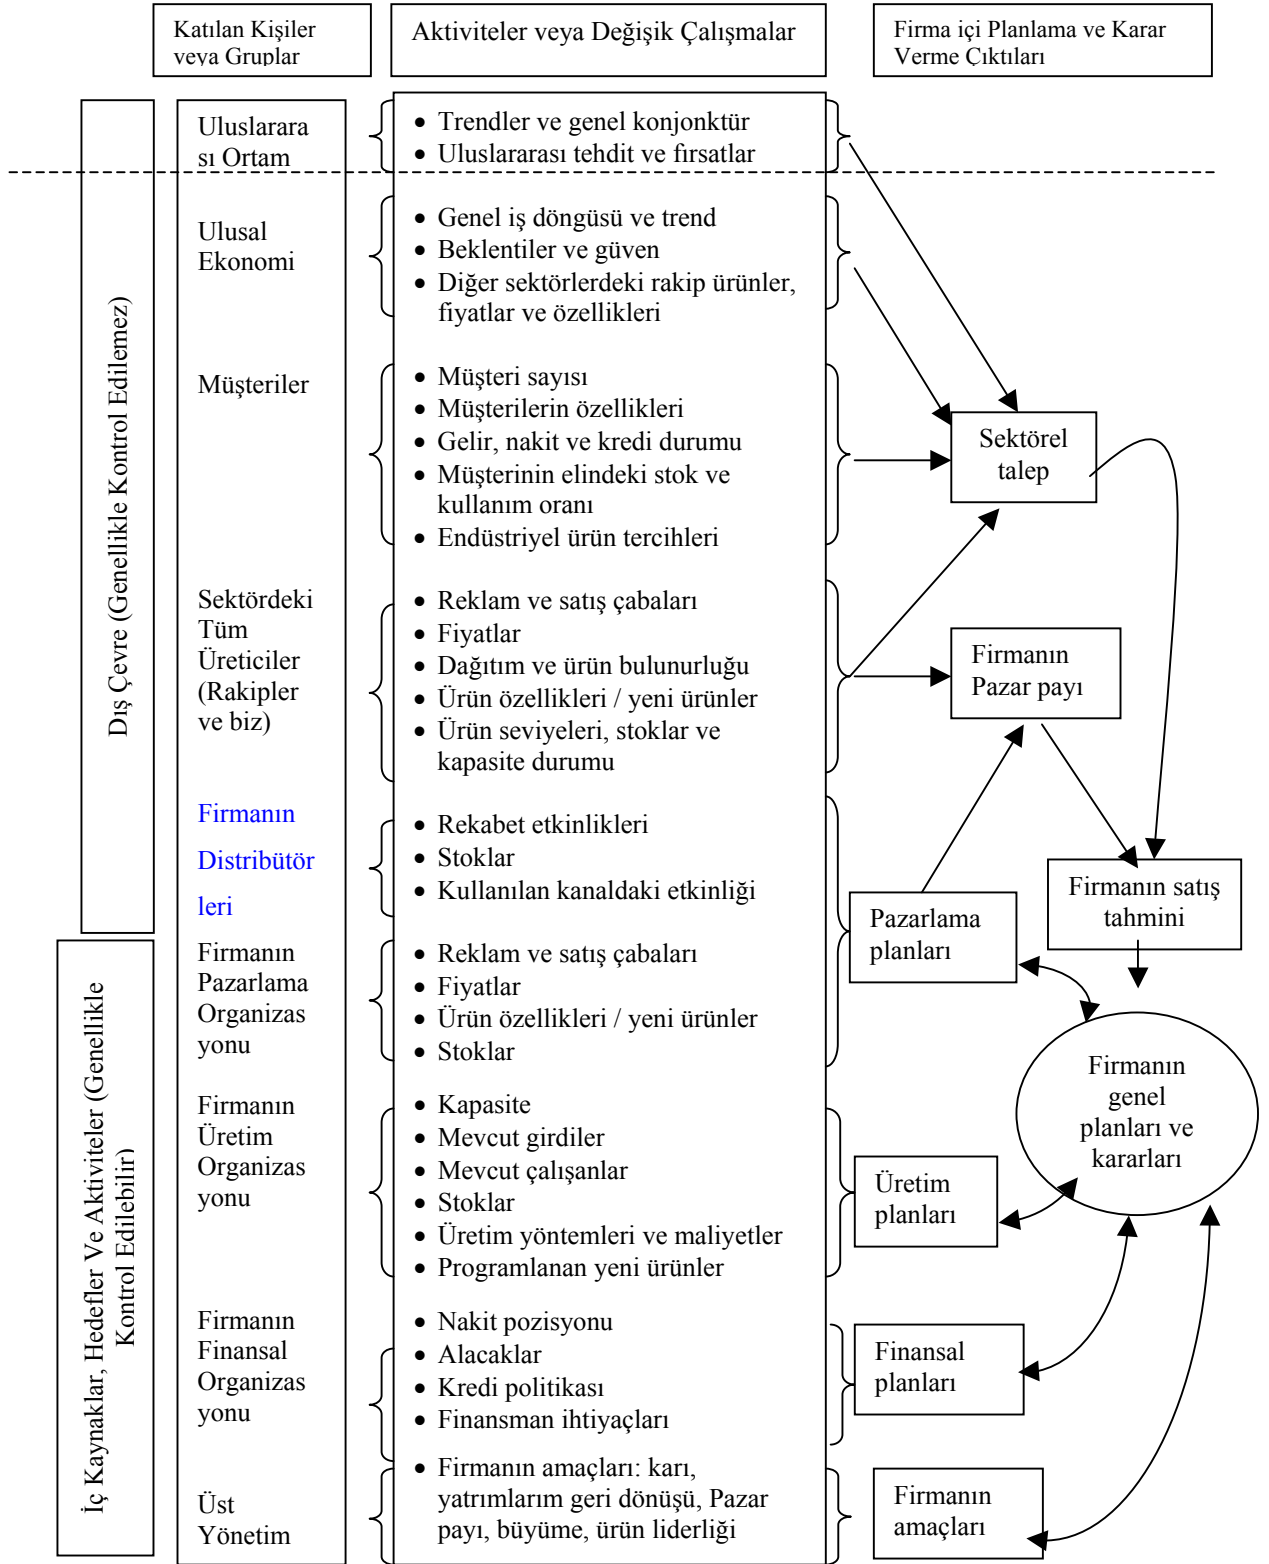 Katılan Kişiler
veya Gruplar
Aktiviteler veya Değişik Çalışmalar
Firma içi Planlama ve Karar
Verme Çıktıları
Dış Çevre (Genellikle Kontrol Edilemez)
Uluslarara
sı Ortam
• Trendler ve genel konjonktür
• Uluslararası tehdit ve fırsatlar
Ulusal
Ekonomi
• Genel iş döngüsü ve trend
• Beklentiler ve güven
• Diğer sektörlerdeki rakip ürünler,
fiyatlar ve özellikleri
Müşteriler
• Müşteri sayısı
• Müşterilerin özellikleri
• Gelir, nakit ve kredi durumu
• Müşterinin elindeki stok ve
kullanım oranı
• Endüstriyel ürün tercihleri
Sektörel
talep
Sektördeki
Tüm
Üreticiler
(Rakipler
ve biz)
• Reklam ve satış çabaları
• Fiyatlar
• Dağıtım ve ürün bulunurluğu
• Ürün özellikleri / yeni ürünler
• Ürün seviyeleri, stoklar ve
kapasite durumu
Firmanın
Pazar payı
Firmanın
Distribütör
leri
• Rekabet etkinlikleri
• Stoklar
• Kullanılan kanaldaki etkinliği
Pazarlama
planları
Firmanın satış
tahmini
İç Kaynaklar, Hedefler Ve Aktiviteler (Genellikle
Kontrol Edilebilir)
Firmanın
Pazarlama
Organizas
yonu
• Reklam ve satış çabaları
• Fiyatlar
• Ürün özellikleri / yeni ürünler
• Stoklar
Firmanın
genel
planları ve
kararları
Firmanın
Üretim
Organizas
yonu
• Kapasite
• Mevcut girdiler
• Mevcut çalışanlar
• Stoklar
• Üretim yöntemleri ve maliyetler
• Programlanan yeni ürünler
Üretim
planları
Firmanın
Finansal
Organizas
yonu
• Nakit pozisyonu
• Alacaklar
• Kredi politikası
• Finansman ihtiyaçları
Finansal
planları
Üst
Yönetim
• Firmanın amaçları: karı,
yatrımlarım geri dönüşü, Pazar
payı, büyüme, ürün liderliği
Firmanın
amaçları